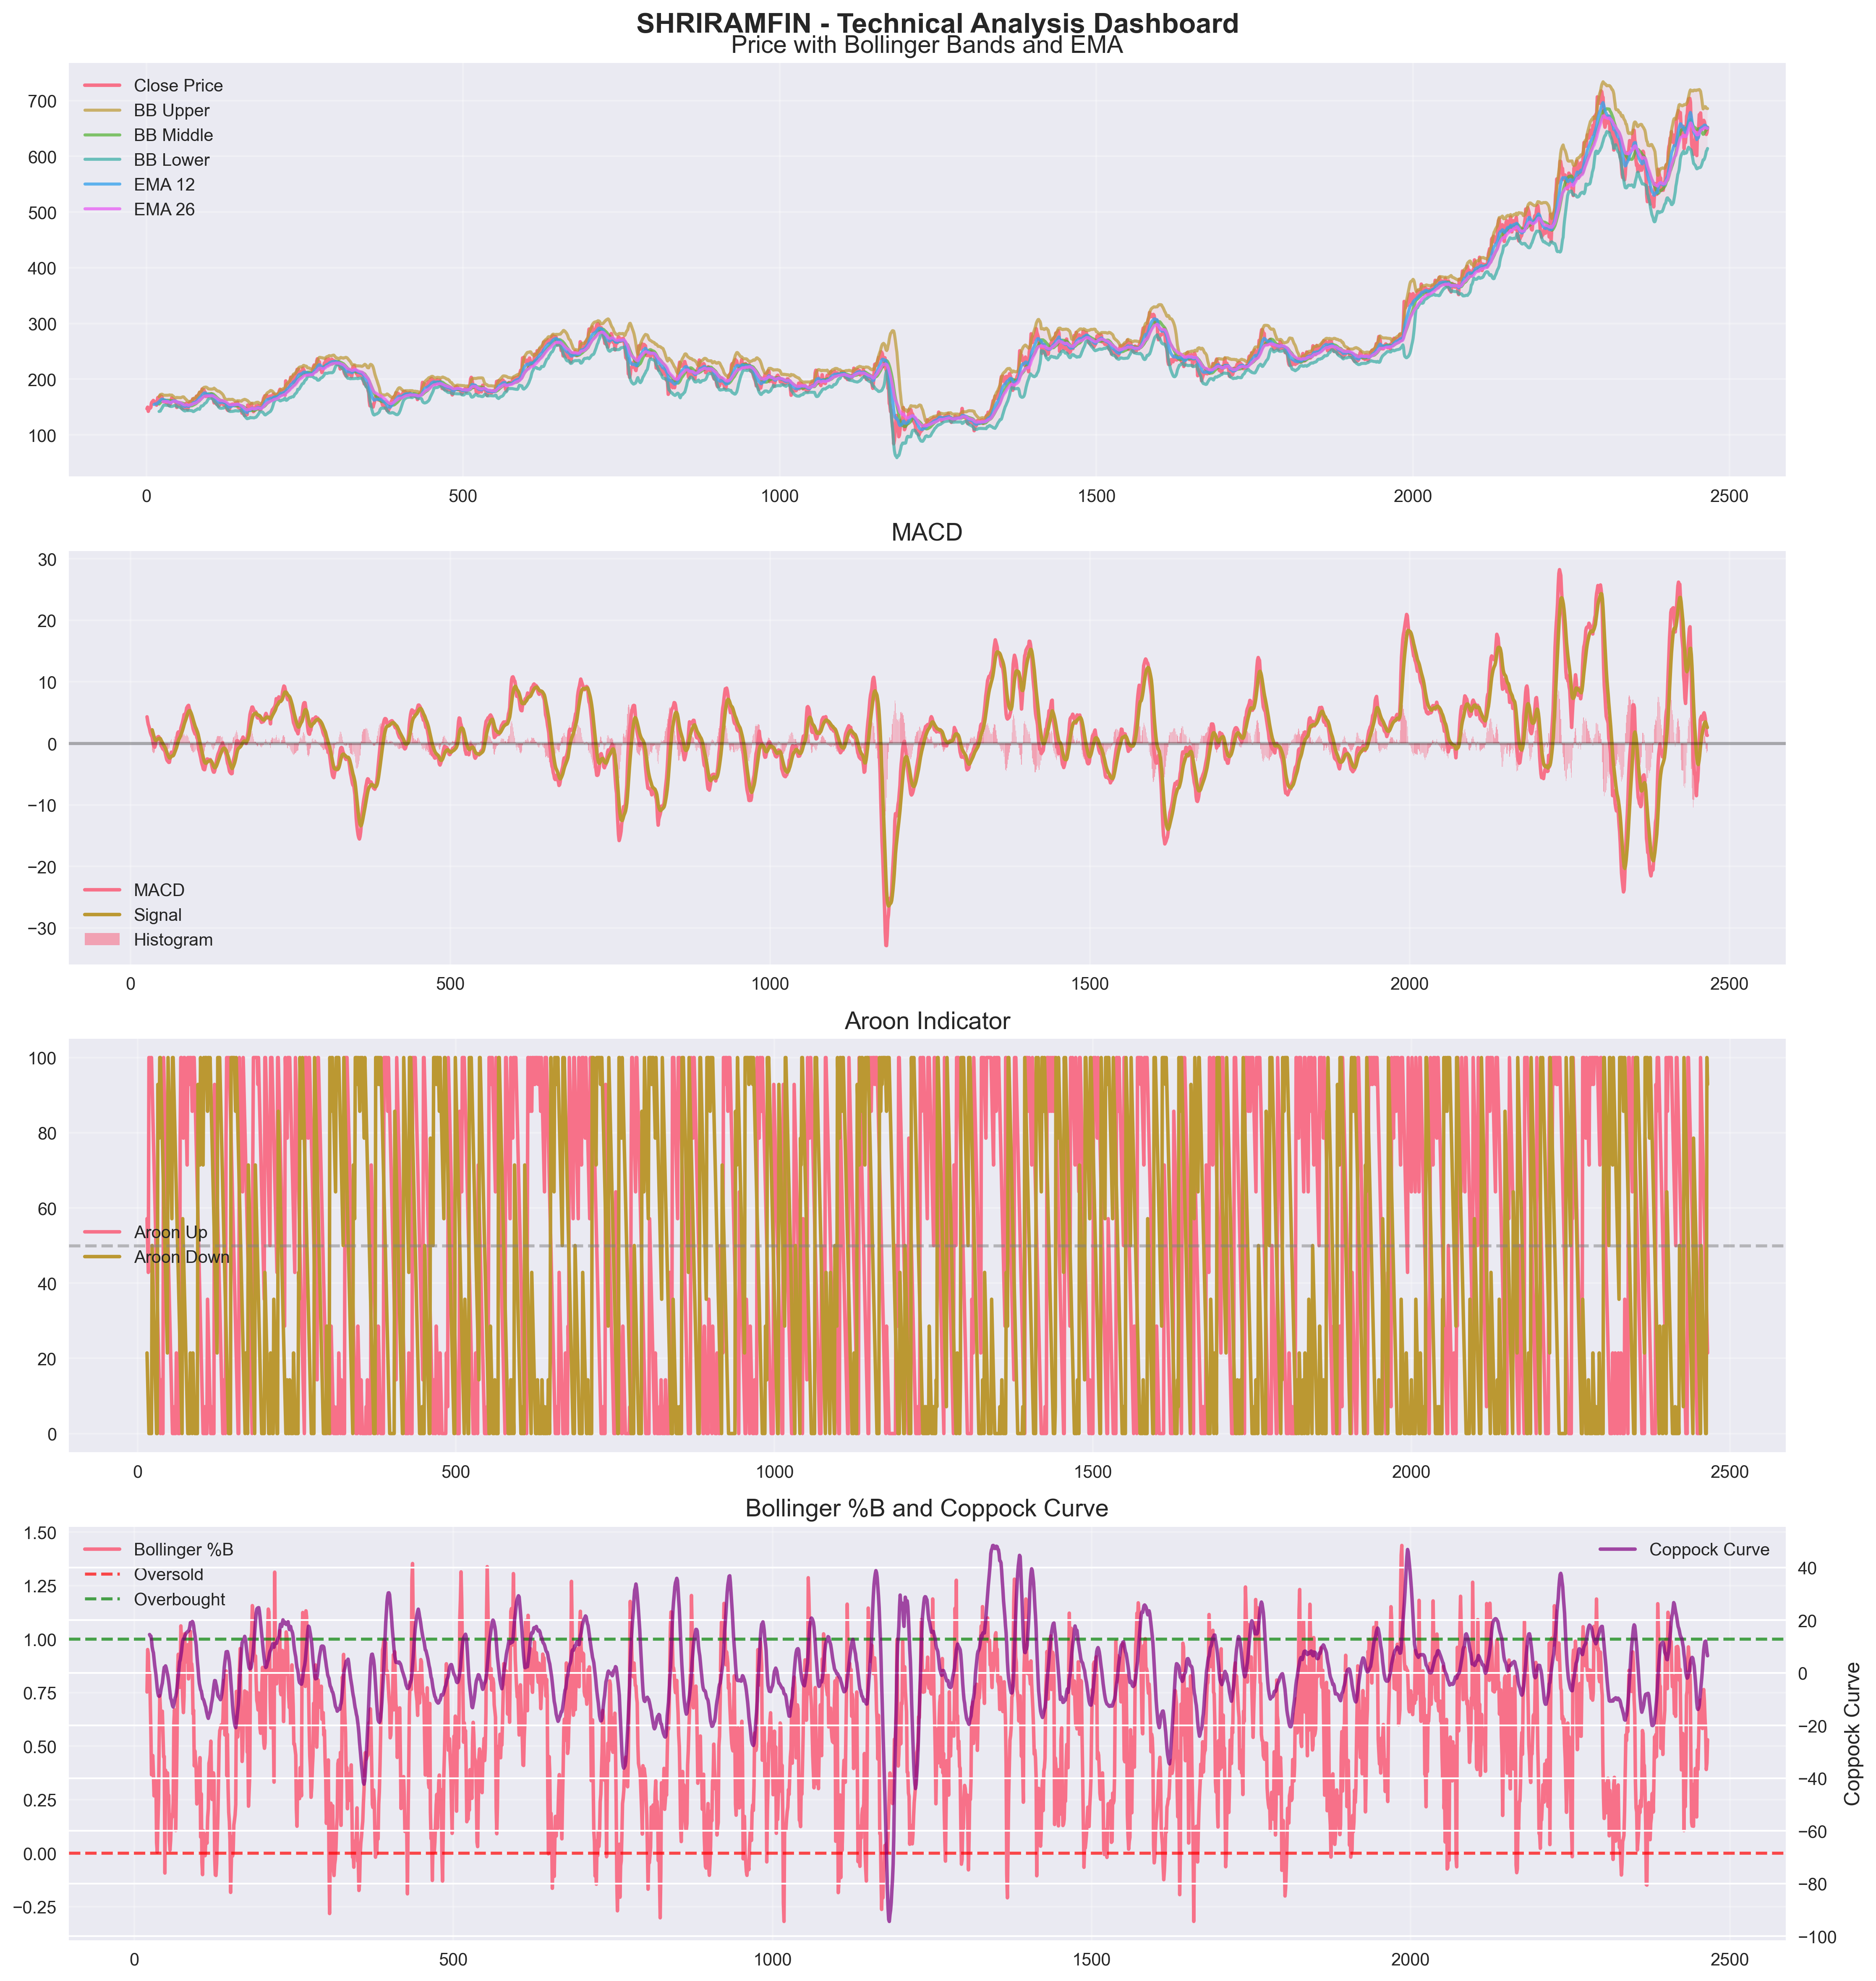 SHRIRAMFIN - Technical Analysis Dashboard
Price with Bollinger Bands and EMA
Close Price
BB Upper
BB Middle
BB Lower
EMA 12
EMA 26
700
600
500
400
300
200
100
0 500 1000 1500 2000 2500
MACD
30
20
10
0
−10
−20
−30
MACD
Signal
Histogram
0 500 1000 1500 2000 2500
Aroon Indicator
100
80
60
40
20
0
Aroon Up
Aroon Down
0 500 1000 1500 2000 2500
Bollinger %B and Coppock Curve
1.50
1.25
1.00
0.75
0.50
0.25
0.00
−0.25
Bollinger %B
Oversold
Overbought
Coppock Curve
40
20
0
−20
−40
−60
−80
−100
Coppock Curve
0 500 1000 1500 2000 2500